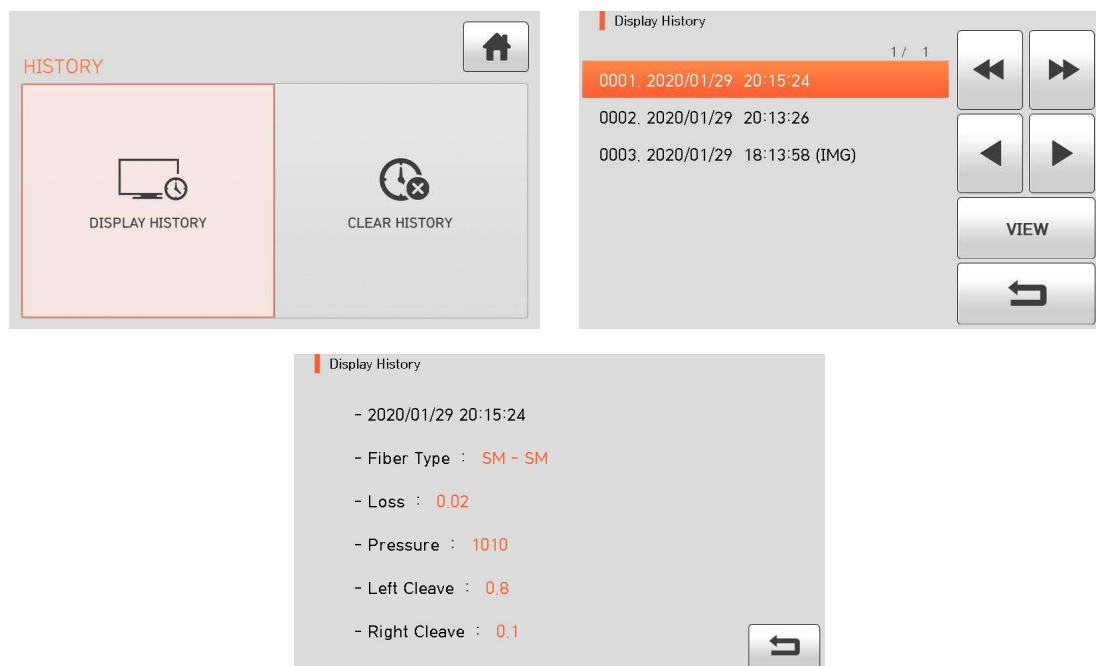 HISTORY
DISPLAY HISTORY
CLEAR HISTORY
Display History
1 / 1
0001. 2020/01/29 20:15:24
0002. 2020/01/29 20:13:26
0003. 2020/01/29 18:13:58 (IMG)
VIEW
Display History
- 2020/01/29 20:15:24
- Fiber Type : SM - SM
- Loss : 0.02
- Pressure : 1010
- Left Cleave : 0.8
- Right Cleave : 0.1